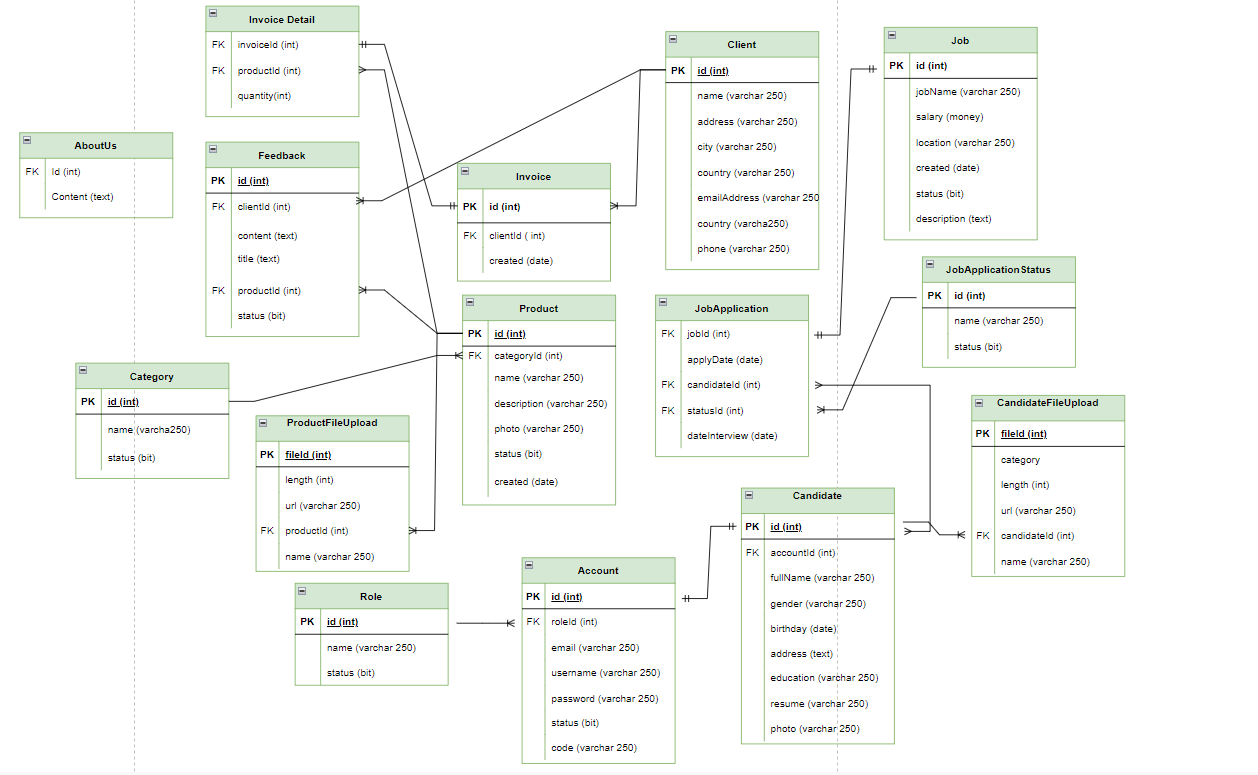 Invoice Detail
FK invoiceId (int)
FK productId (int)
quantity(int)
Client
PK id (int)
name (varchar 250)
address (varchar 250)
city (varchar 250)
country (varchar 250)
emailAddress (varchar 250
country (varcha250)
phone (varchar 250)
Job
PK id (int)
jobName (varchar 250)
salary (money)
location (varchar 250)
created (date)
status (bit)
description (text)
AboutUs
FK Id (int)
Content (text)
Feedback
PK id (int)
FK clientId (int)
content (text)
title (text)
FK productId (int)
status (bit)
Invoice
PK id (int)
FK clientId ( int)
created (date)
JobApplicationStatus
PK id (int)
name (varchar 250)
status (bit)
Product
PK id (int)
FK categoryId (int)
name (varchar 250)
description (varchar 250)
photo (varchar 250)
status (bit)
created (date)
JobApplication
FK jobId (int)
applyDate (date)
FK candidateId (int)
FK statusId (int)
dateInterview (date)
Category
PK id (int)
name (varcha250)
status (bit)
ProductFileUpload
PK fileId (int)
length (int)
url (varchar 250)
FK productId (int)
name (varchar 250)
CandidateFileUpload
PK fileId (int)
category
length (int)
url (varchar 250)
FK candidateId (int)
name (varchar 250)
Candidate
PK id (int)
FK accountId (int)
fullName (varchar 250)
gender (varchar 250)
birthday (date)
address (text)
education (varchar 250)
resume (varchar 250)
photo (varchar 250)
Account
PK id (int)
FK roleId (int)
email (varchar 250)
username (varchar 250)
password (varchar 250)
status (bit)
code (varchar 250)
Role
PK id (int)
name (varchar 250)
status (bit)